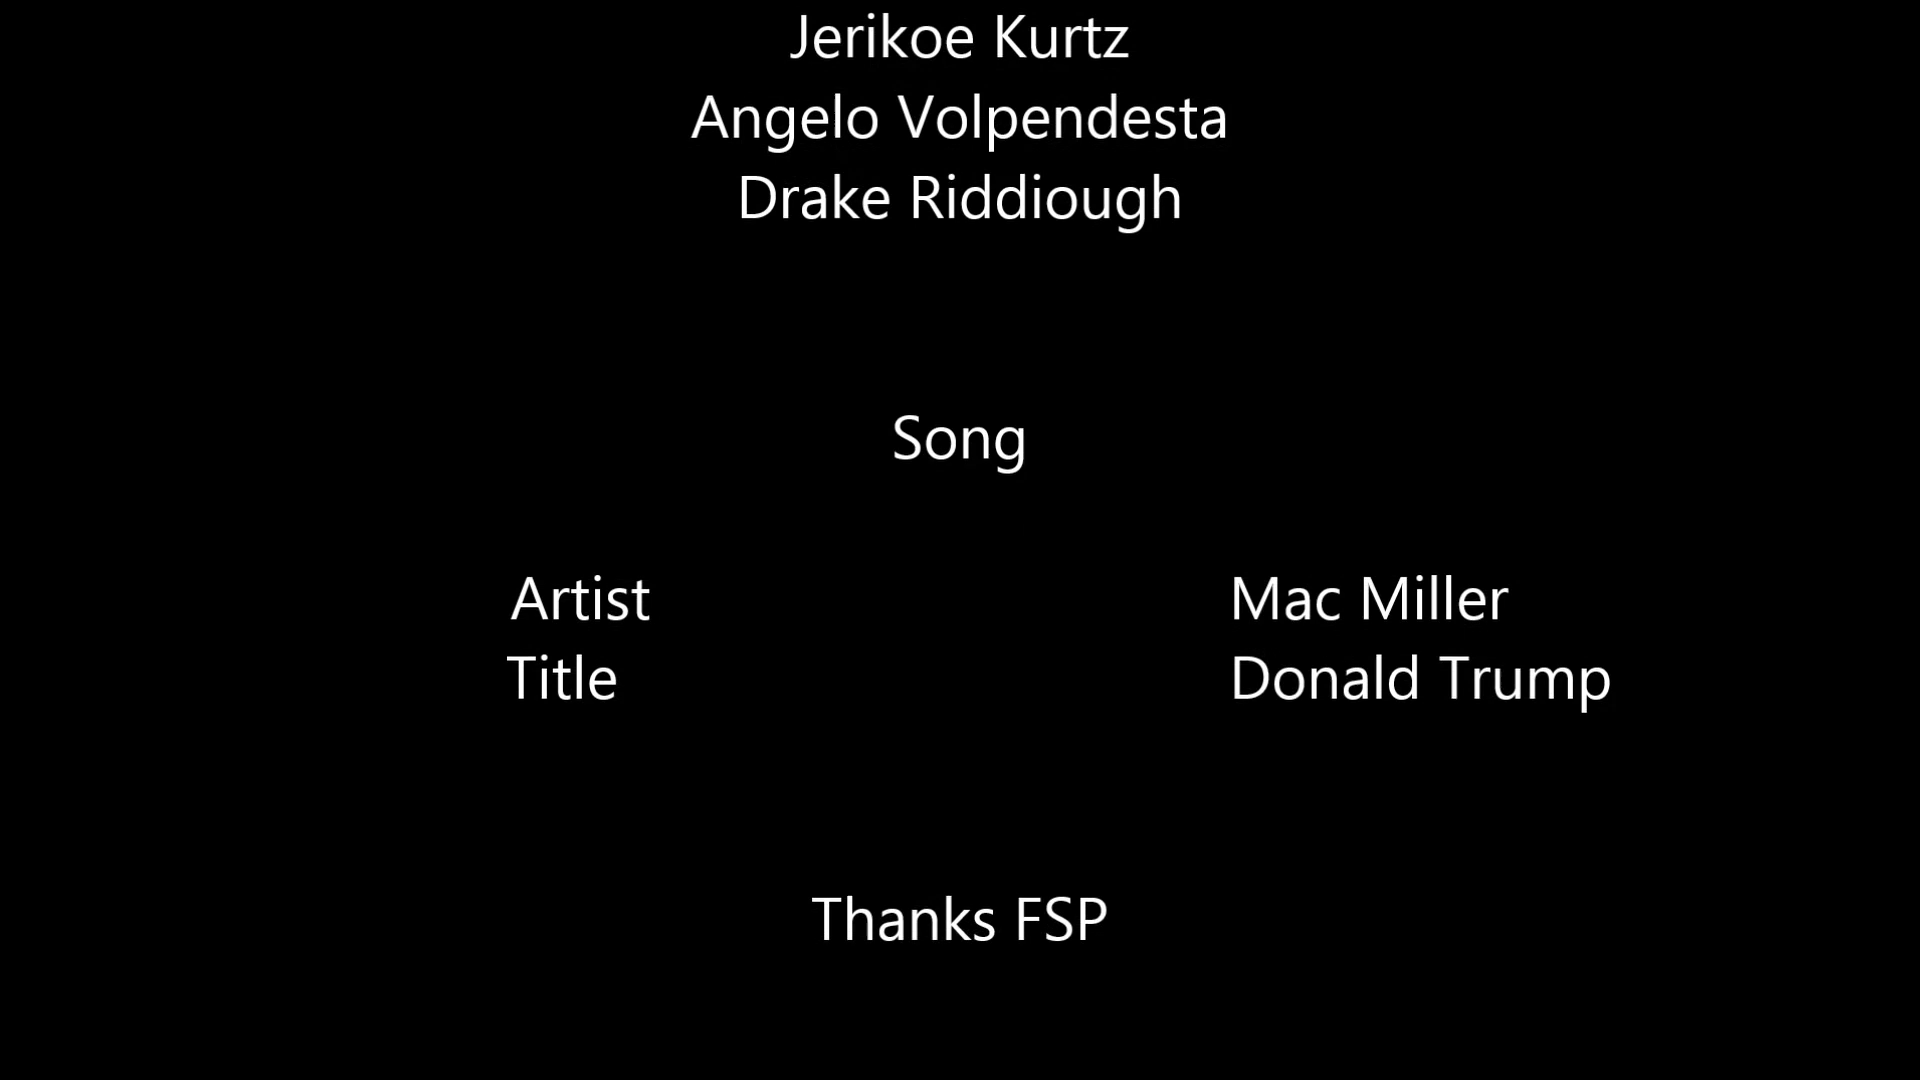 Jerikoe Kurtz
Angelo Volpendesta
Drake Riddiough
Song
Artist Mac Miller
Title Donald Trump
Thanks FSP